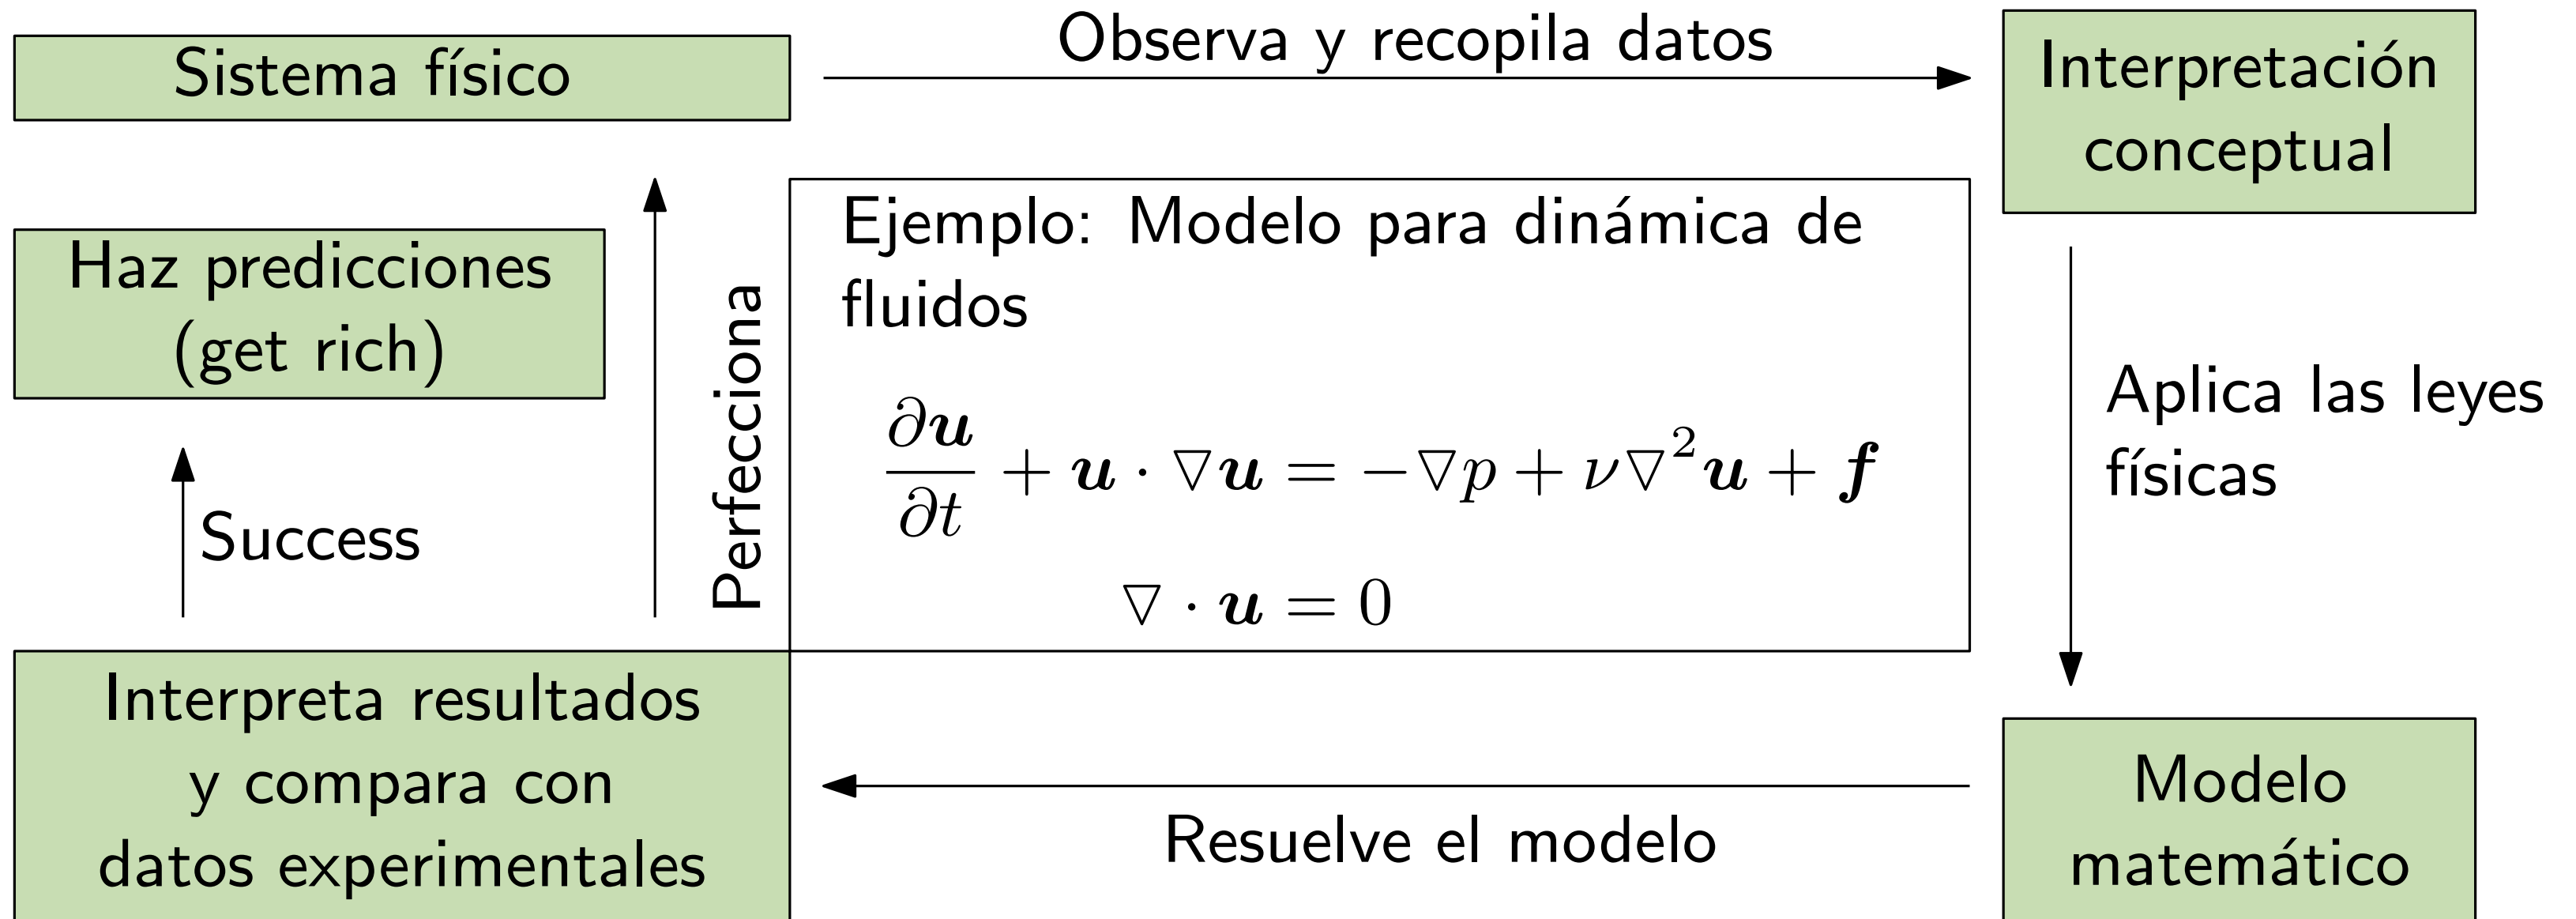 Sistema físico
Observa y recopila datos
Interpretación
conceptual
Haz predicciones
(get rich)
Success
Perfecciona
Ejemplo: Modelo para dinámica de
fluidos
∂u/∂t + u · ∇u = −∇p + ν∇²u + f
∇ · u = 0
Aplica las leyes
físicas
Interpreta resultados
y compara con
datos experimentales
Resuelve el modelo
Modelo
matemático